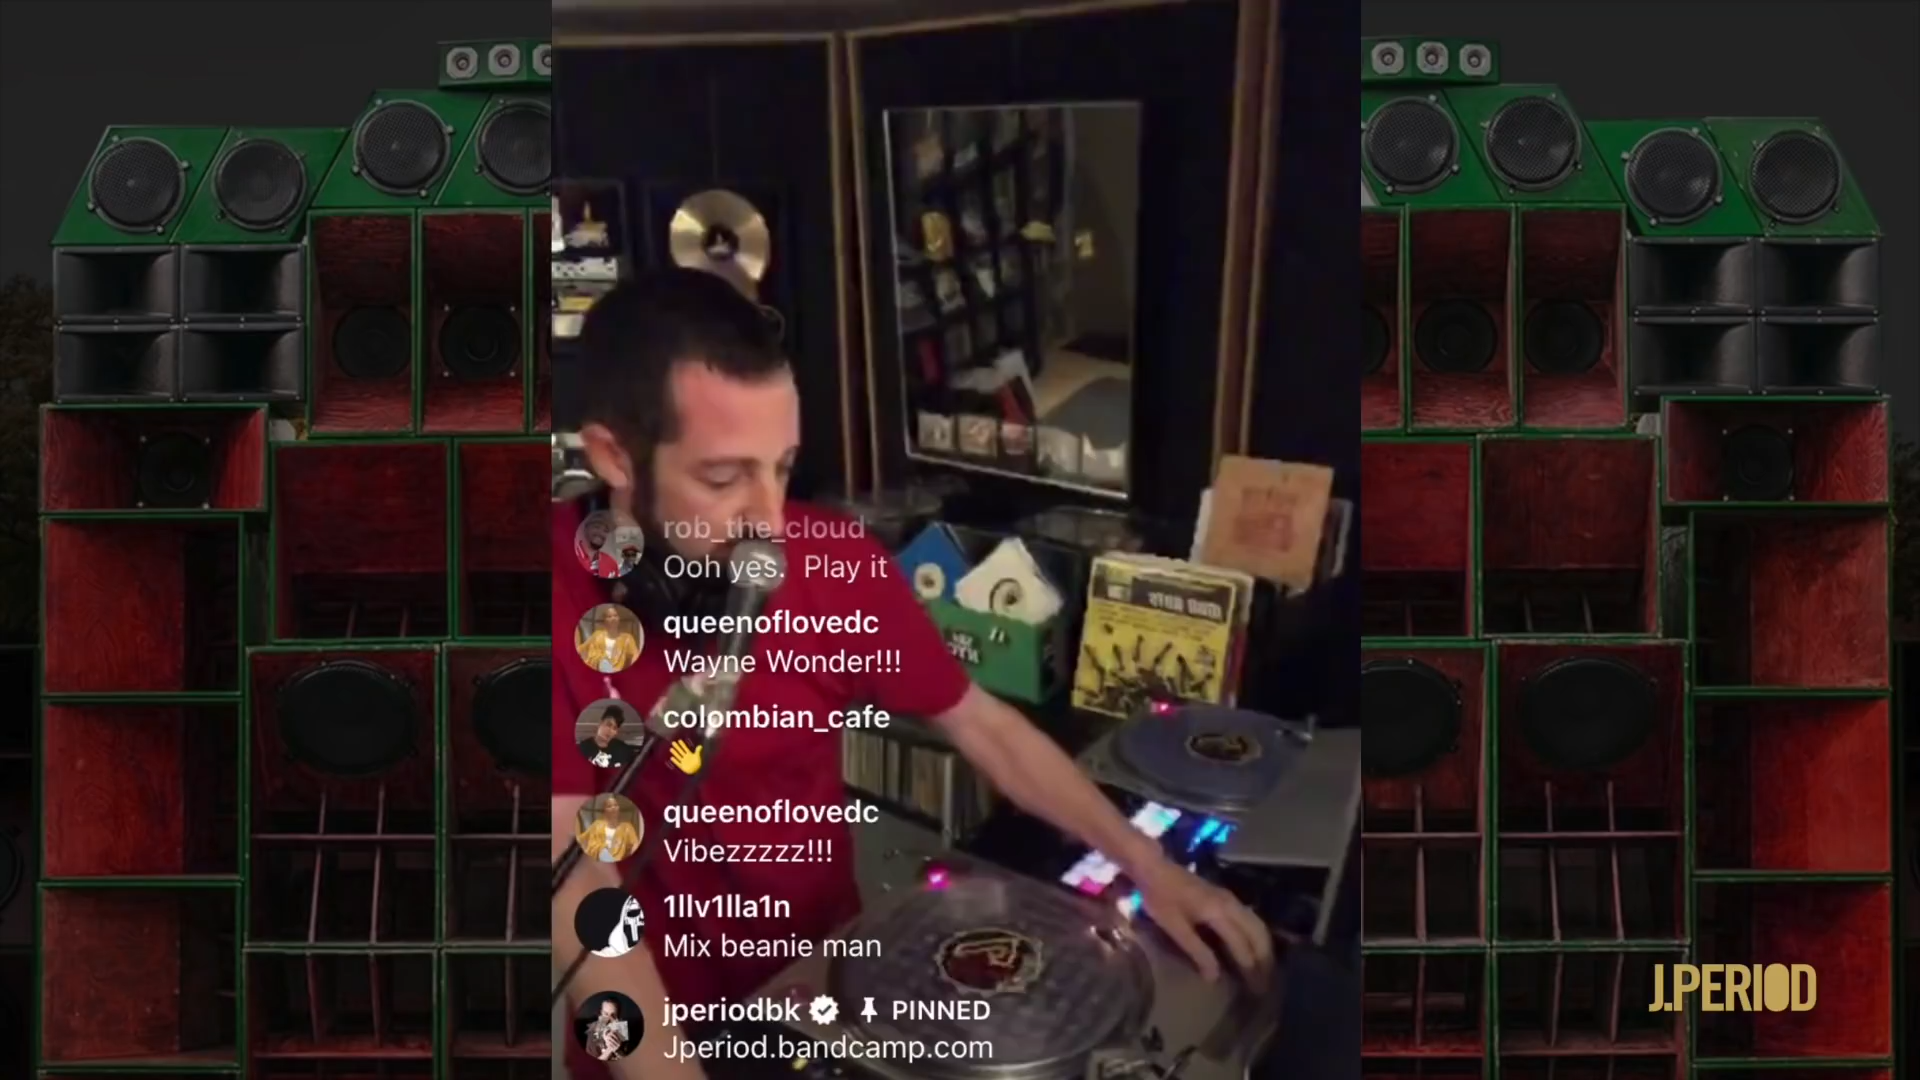 rob_the_cloud
Ooh yes. Play it
queenoflovedc
Wayne Wonder!!!
colombian_cafe
👋
queenoflovedc
Vibezzzzz!!!
1llv1lla1n
Mix beanie man
jperiodbk PINNED
Jperiod.bandcamp.com
J.PERIOD